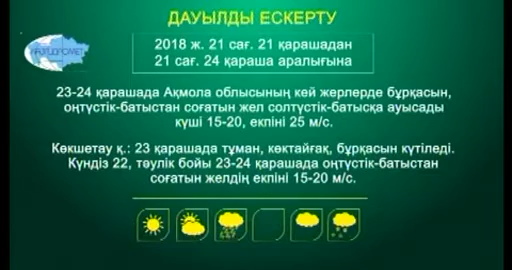 ДАУЫЛДЫ ЕСКЕРТУ
2018 ж. 21 сағ. 21 қарашадан
21 сағ. 24 қараша аралығына
КАЗГИДРОМЕТ
23-24 қарашада Ақмола облысының кей жерлерде бұрқасын,
оңтүстік-батыстан соғатын жел солтүстік-батысқа ауысады
күші 15-20, екпіні 25 м/с.
Көкшетау қ.: 23 қарашада тұман, көктайғақ, бұрқасын күтіледі.
Күндіз 22, тәулік бойы 23-24 қарашада оңтүстік-батыстан
соғатын желдің екпіні 15-20 м/с.